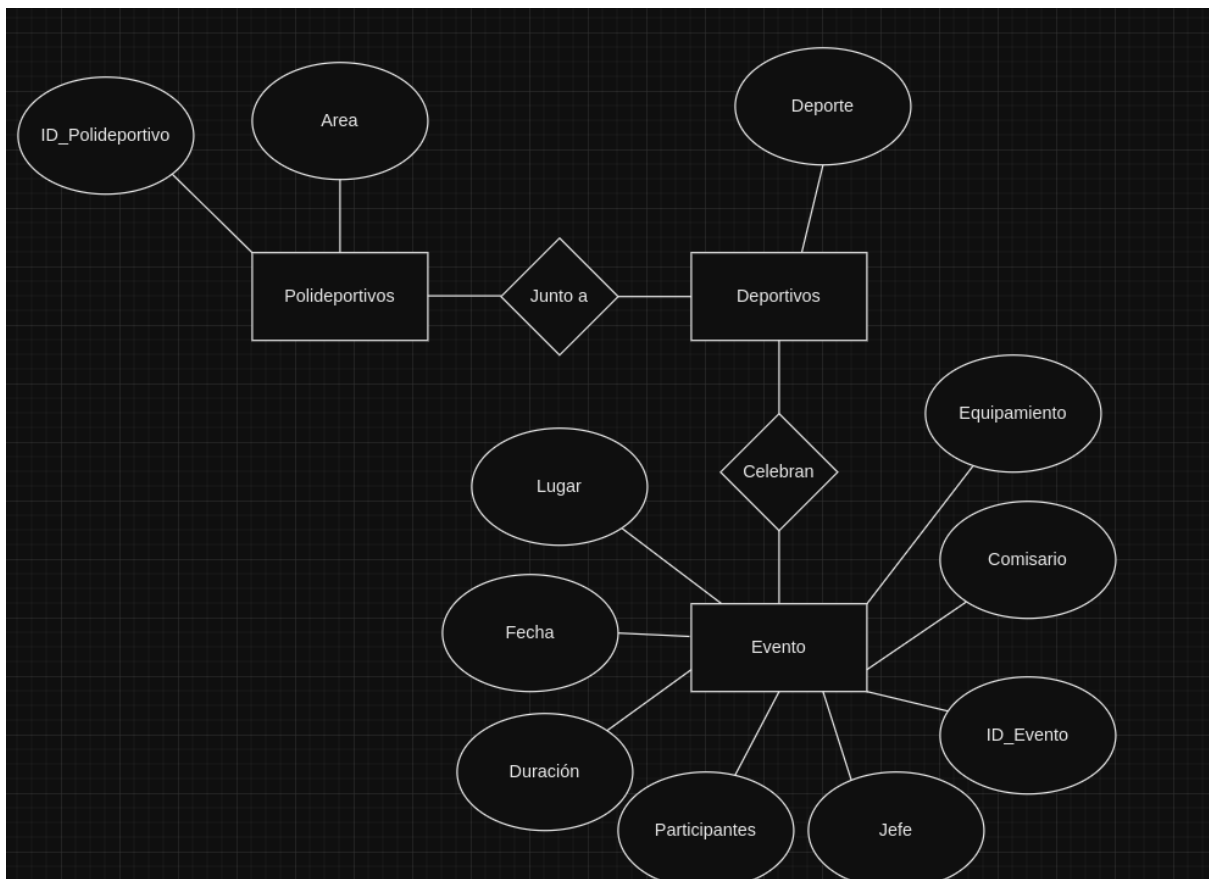 Deporte
Area
ID_Polideportivo
Polideportivos
Junto a
Deportivos
Equipamiento
Celebran
Lugar
Comisario
Fecha
Evento
ID_Evento
Duración
Participantes
Jefe